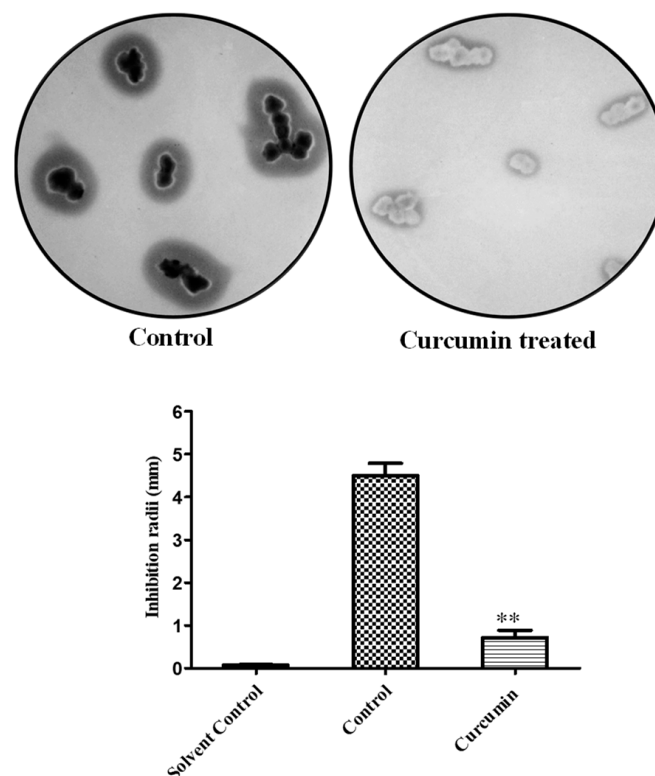 Control
Curcumin treated
6
5
4
3
2
1
0
Inhibition radii (mm)
**
Solvent Control
Control
Curcumin